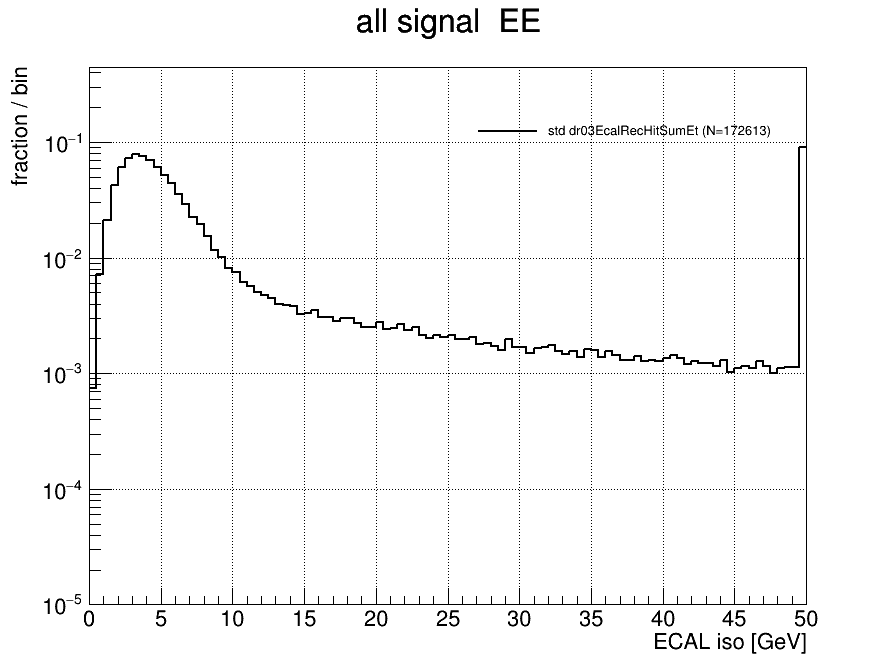 all signal  EE
fraction / bin
std dr03EcalRecHitSumEt (N=172613)
10⁻¹
10⁻²
10⁻³
10⁻⁴
10⁻⁵
0 5 10 15 20 25 30 35 40 45 50
ECAL iso [GeV]